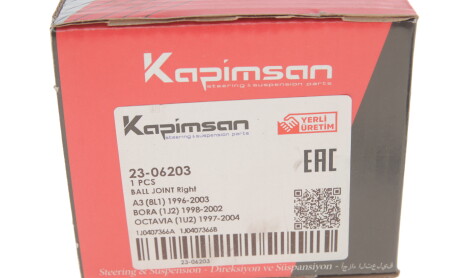 Kapimsan
steering & suspension parts
Kapimsan
steering & suspension parts
YERLİ
ÜRETİM
23-06203
1 PCS
BALL JOINT Right
A3 (8L1) 1996-2003
BORA (1J2) 1998-2002
OCTAVIA (1U2) 1997-2004
EAC
1J0407366A 1J0407366B
23-06203
Steering & Suspension - Direksiyon ve Süspansiyon -